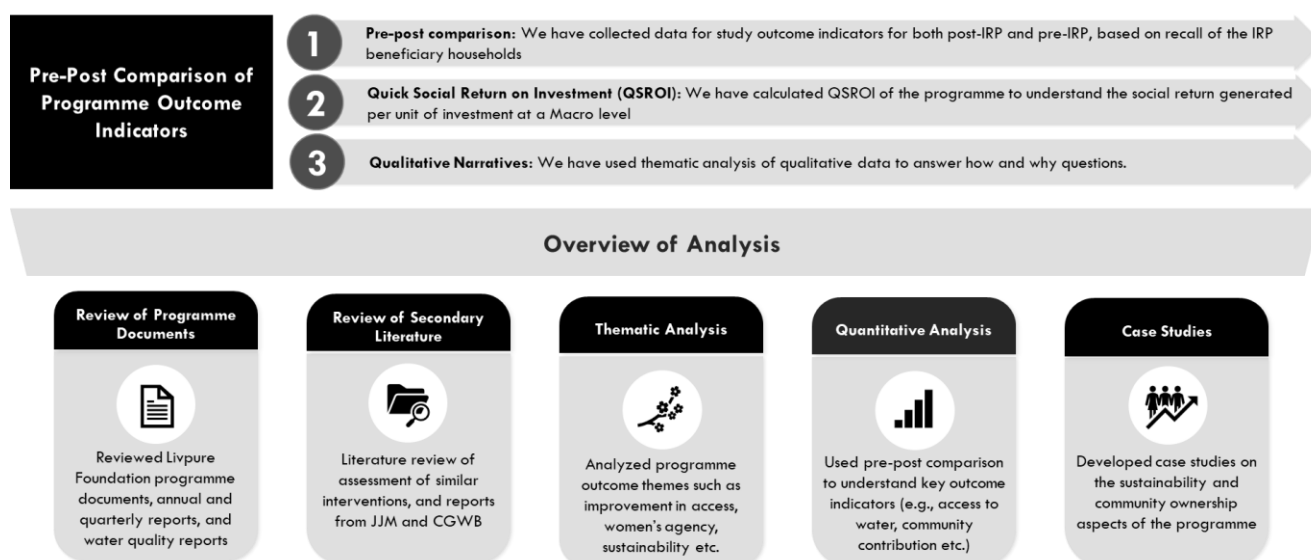 Pre-Post Comparison of
Programme Outcome
Indicators
1
Pre-post comparison: We have collected data for study outcome indicators for both post-IRP and pre-IRP, based on recall of the IRP
beneficiary households
2
Quick Social Return on Investment (QSROI): We have calculated QSROI of the programme to understand the social return generated
per unit of investment at a Macro level
3
Qualitative Narratives: We have used thematic analysis of qualitative data to answer how and why questions.
Overview of Analysis
Review of Programme
Documents
Reviewed Livpure
Foundation programme
documents, annual and
quarterly reports, and
water quality reports
Review of Secondary
Literature
Literature review of
assessment of similar
interventions, and reports
from JJM and CGWB
Thematic Analysis
Analyzed programme
outcome themes such as
improvement in access,
women's agency,
sustainability etc.
Quantitative Analysis
Used pre-post comparison
to understand key outcome
indicators (e.g., access to
water, community
contribution etc.)
Case Studies
Developed case studies on
the sustainability and
community ownership
aspects of the programme